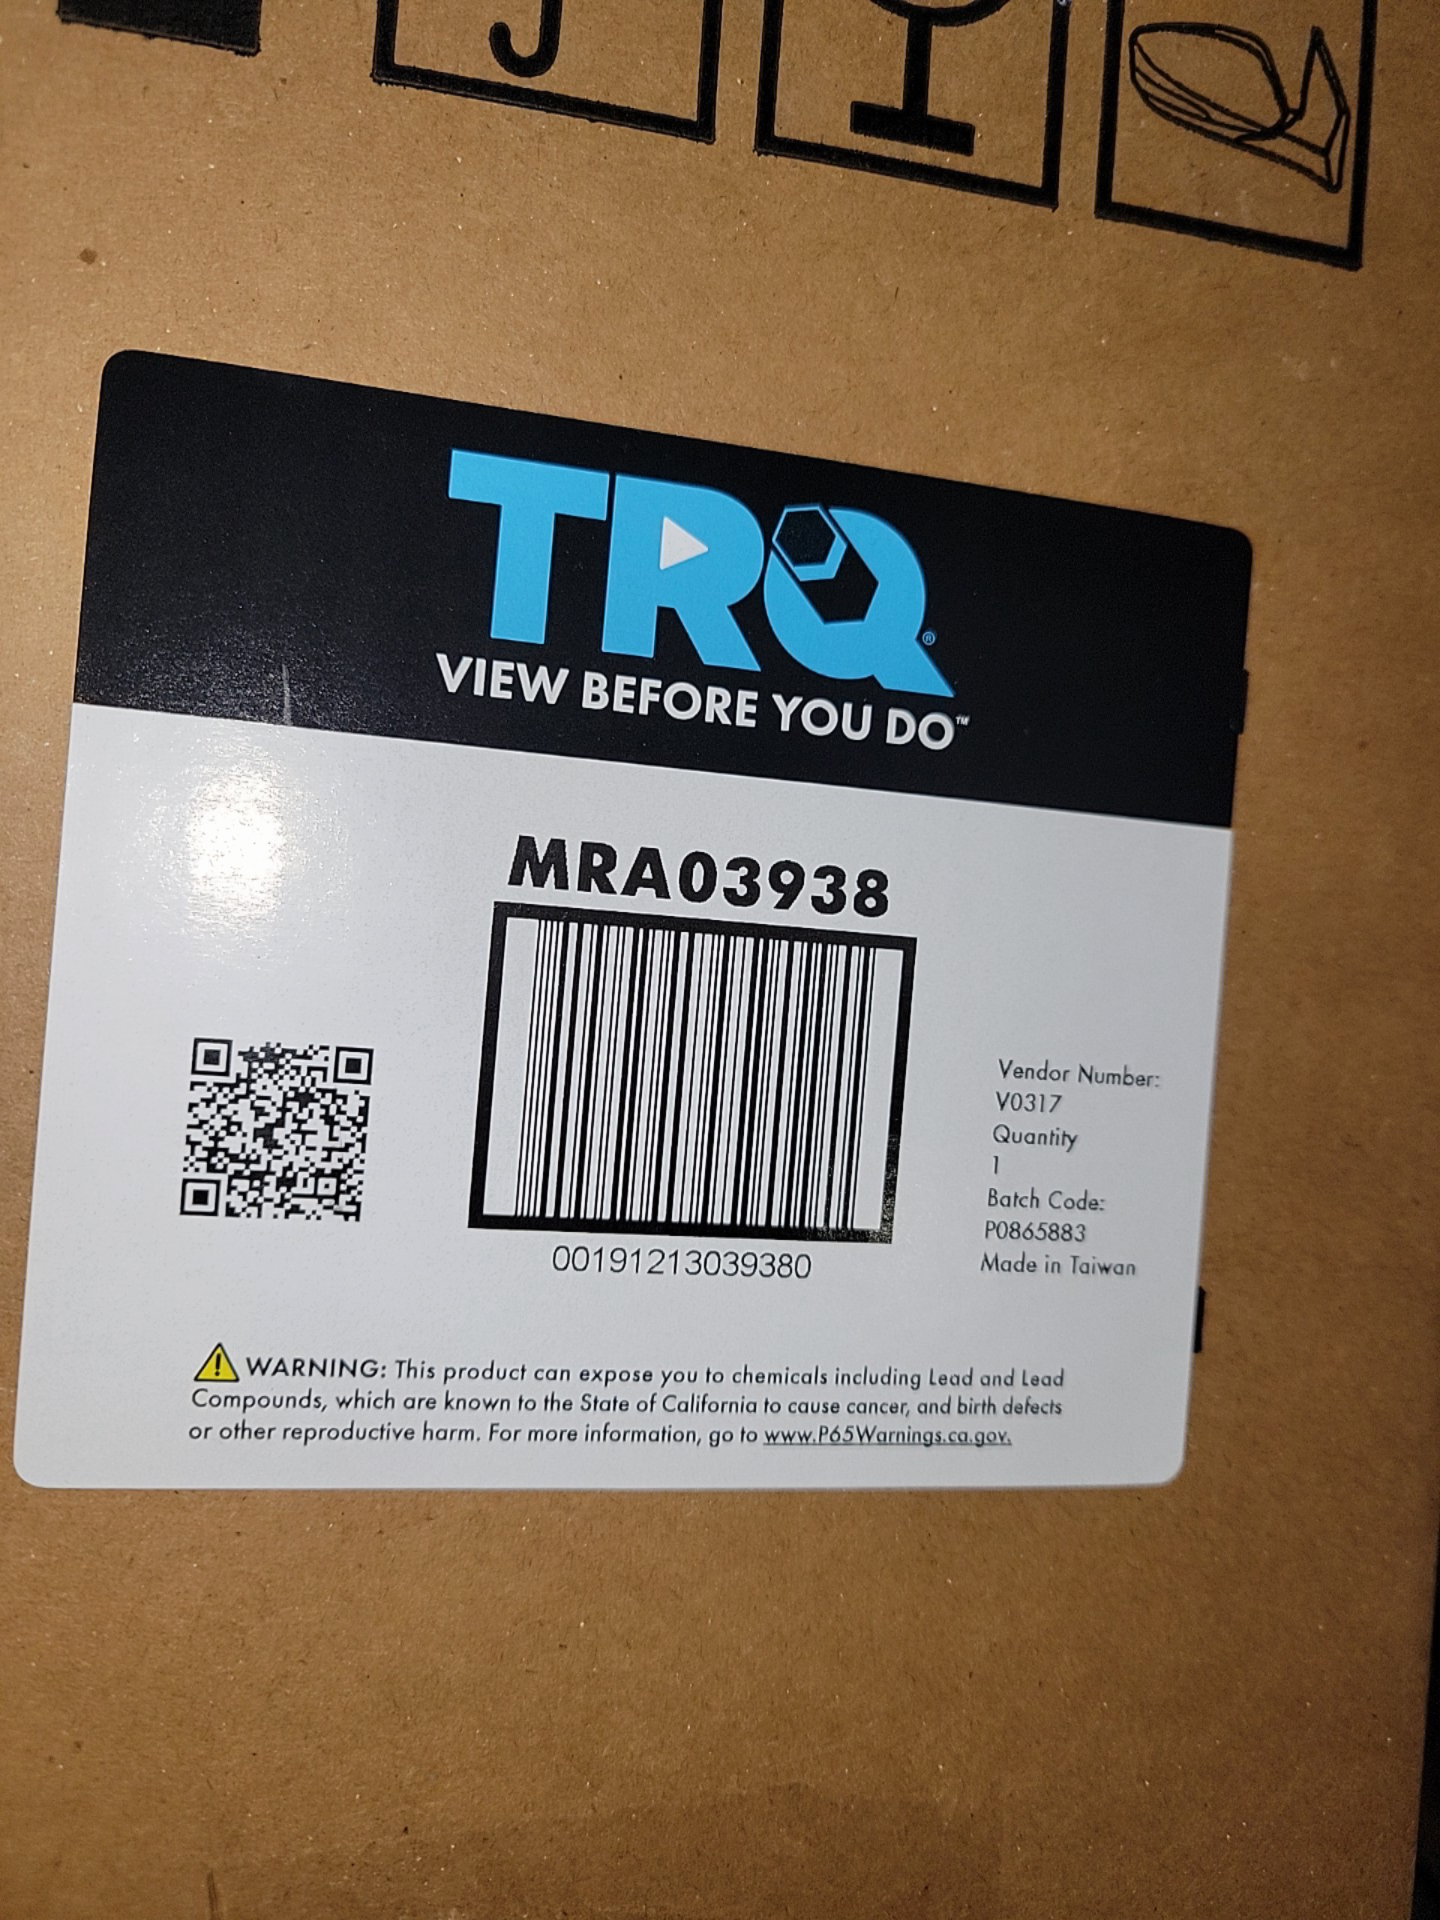 TRQ®
VIEW BEFORE YOU DO™
MRA03938
00191213039380
Vendor Number:
V0317
Quantity
1
Batch Code:
P0865883
Made in Taiwan
WARNING: This product can expose you to chemicals including Lead and Lead
Compounds, which are known to the State of California to cause cancer, and birth defects
or other reproductive harm. For more information, go to www.P65Warnings.ca.gov.